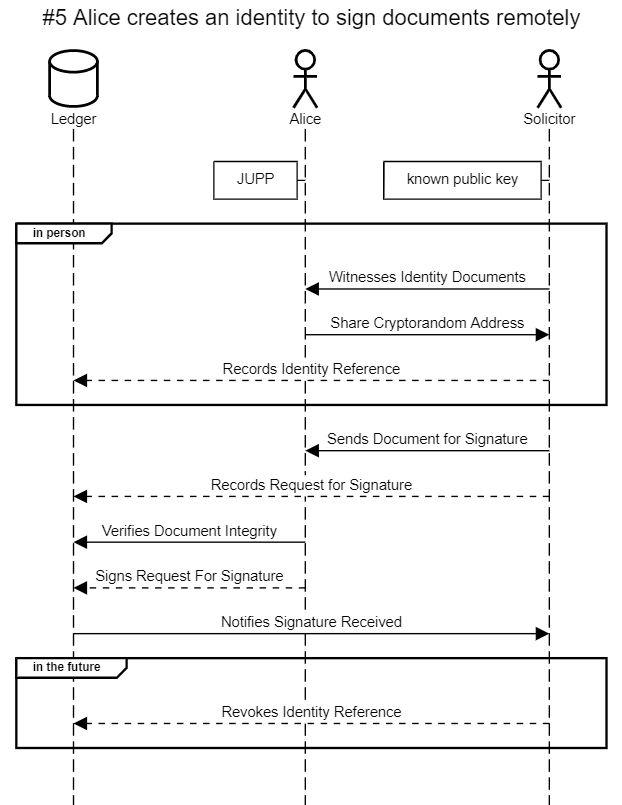 #5 Alice creates an identity to sign documents remotely
Ledger
Alice
Solicitor
JUPP
known public key
in person
Witnesses Identity Documents
Share Cryptorandom Address
Records Identity Reference
Sends Document for Signature
Records Request for Signature
Verifies Document Integrity
Signs Request For Signature
Notifies Signature Received
in the future
Revokes Identity Reference